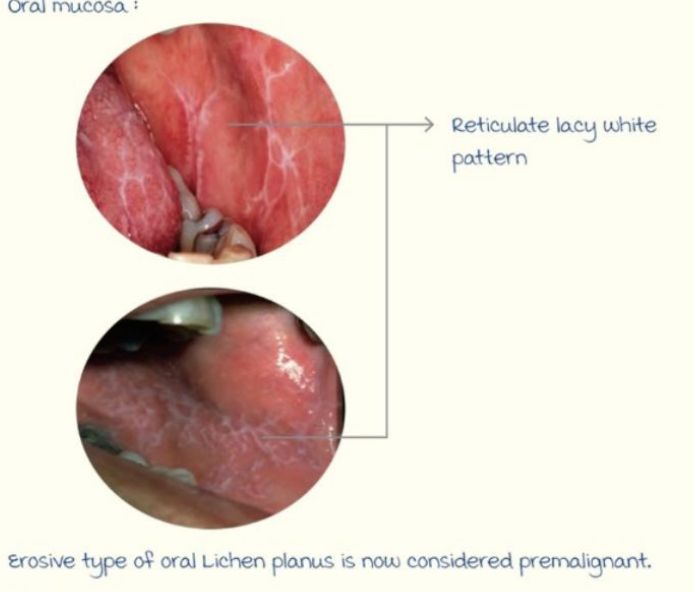 Oral mucosa :
Reticulate lacy white
pattern
Erosive type of oral Lichen planus is now considered premalignant.